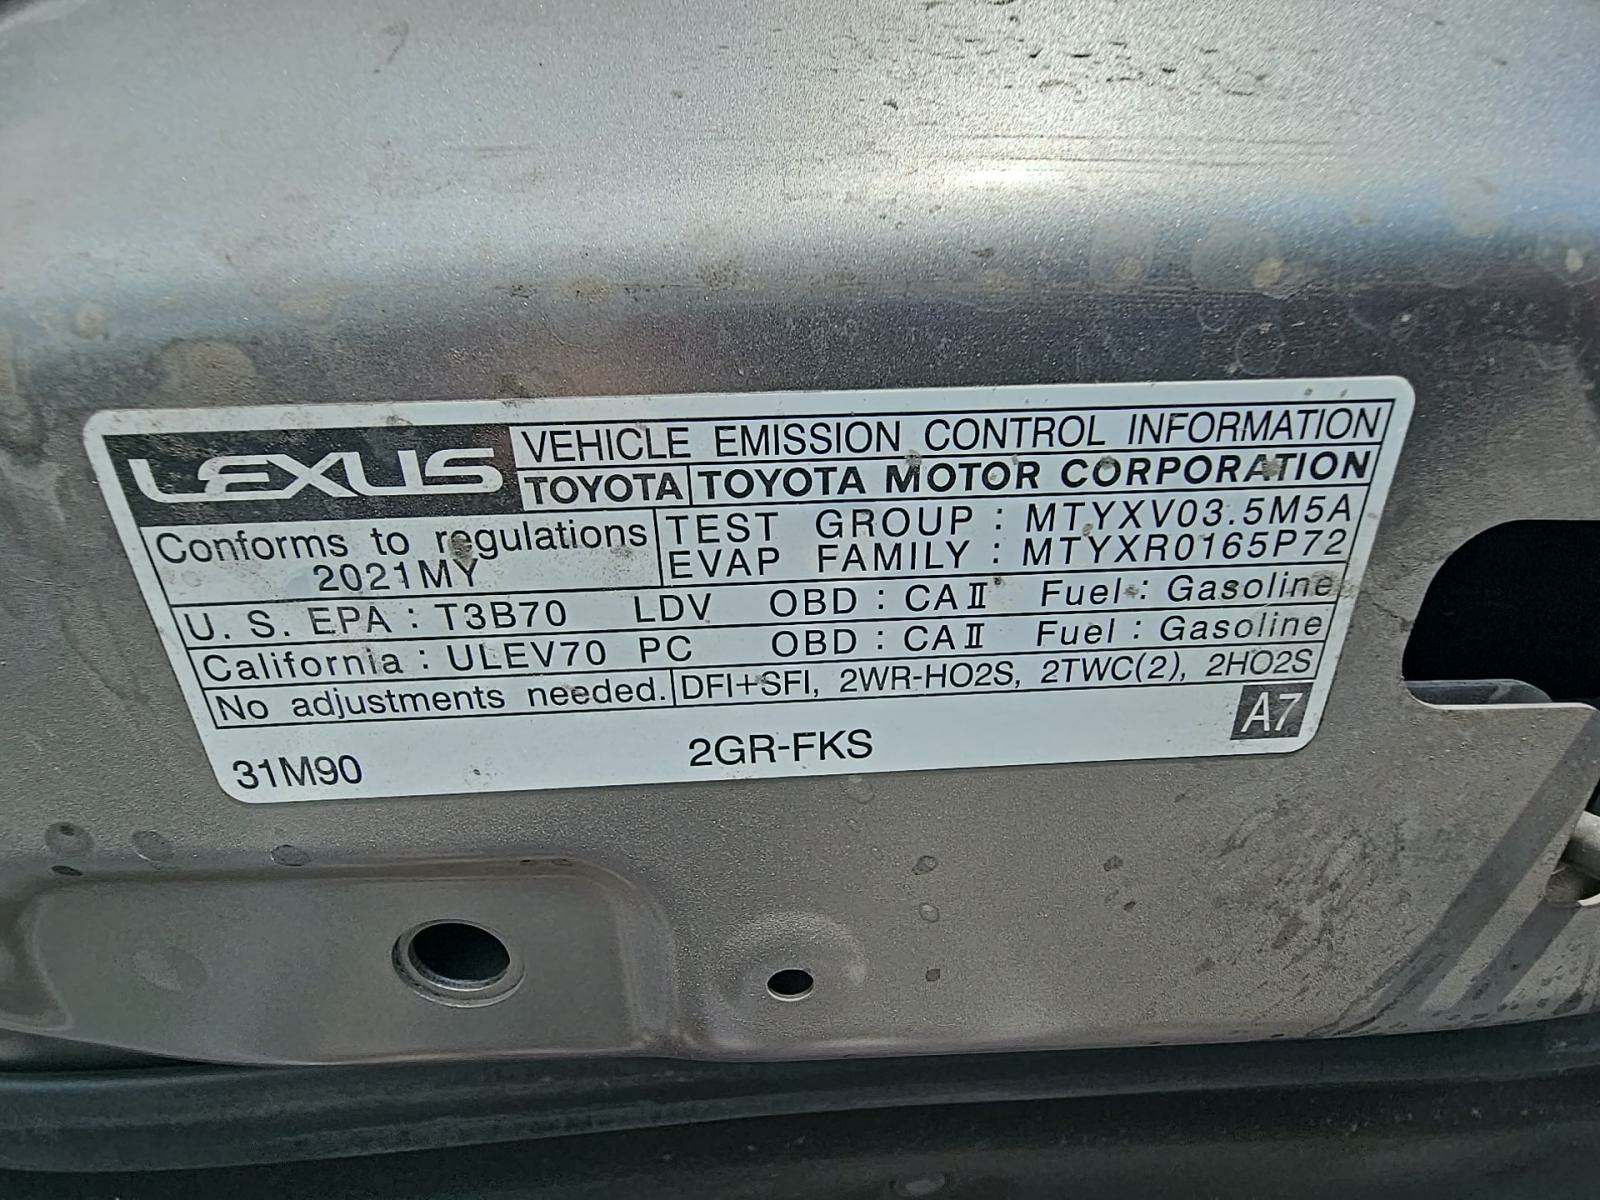 LEXUS VEHICLE EMISSION CONTROL INFORMATION
TOYOTA TOYOTA MOTOR CORPORATION
Conforms to regulations
2021MY
TEST GROUP : MTYXV03.5M5A
EVAP FAMILY : MTYXR0165P72
U. S. EPA : T3B70 LDV OBD : CAⅡ Fuel : Gasoline
California : ULEV70 PC OBD : CAⅡ Fuel : Gasoline
No adjustments needed. DFI+SFI, 2WR-HO2S, 2TWC(2), 2HO2S
31M90 2GR-FKS A7